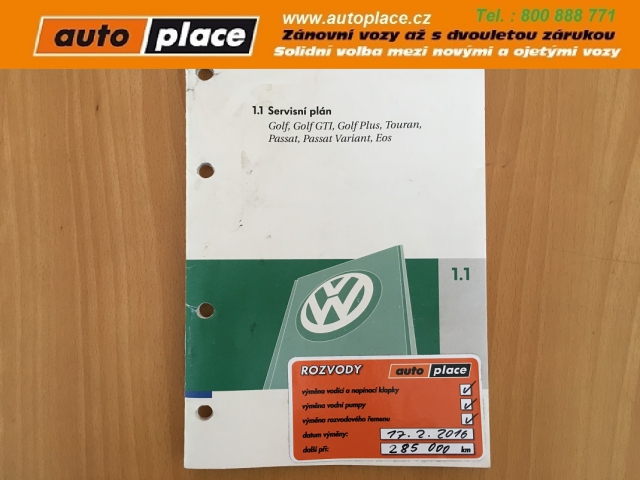 auto place
www.autoplace.cz
Tel. : 800 888 771
Zánovní vozy až s dvouletou zárukou
Solidní volba mezi novými a ojetými vozy
1.1 Servisní plán
Golf, Golf GTI, Golf Plus, Touran,
Passat, Passat Variant, Eos
1.1
ROZVODY
auto place
výměna vodící a napínací klapky
výměna vodní pumpy
výměna rozvodového řemenu
datum výměny: 17. 2. 2016
další při: 285 000 km